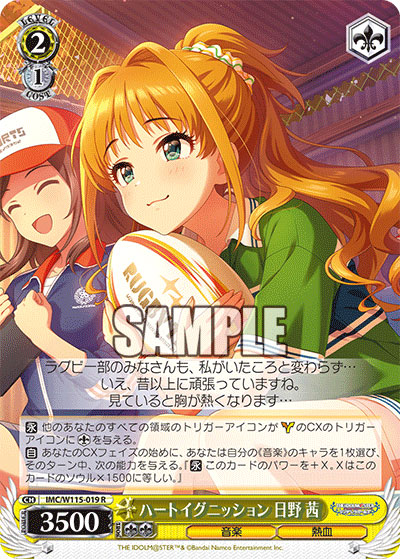 LEVEL
2
1
COST
PORTS
RUGBY
SAMPLE
ラグビー部のみなさんも、私がいたころと変わらず…
いえ、昔以上に頑張っていますね。
見ていると胸が熱くなります…
永 他のあなたのすべての領域のトリガーアイコンが のCXのトリガー
アイコンに を与える。
自 あなたのCXフェイズの始めに、あなたは自分の《音楽》のキャラを1枚選び、
そのターン中、次の能力を与える。『永 このカードのパワーを+X。Xはこの
カードのソウル×1500に等しい。』
CH IMC/W115-019 R
3500
ハートイグニッション 日野 茜
音楽
熱血
THE IDOLM@STER™& ©Bandai Namco Entertainment Inc.